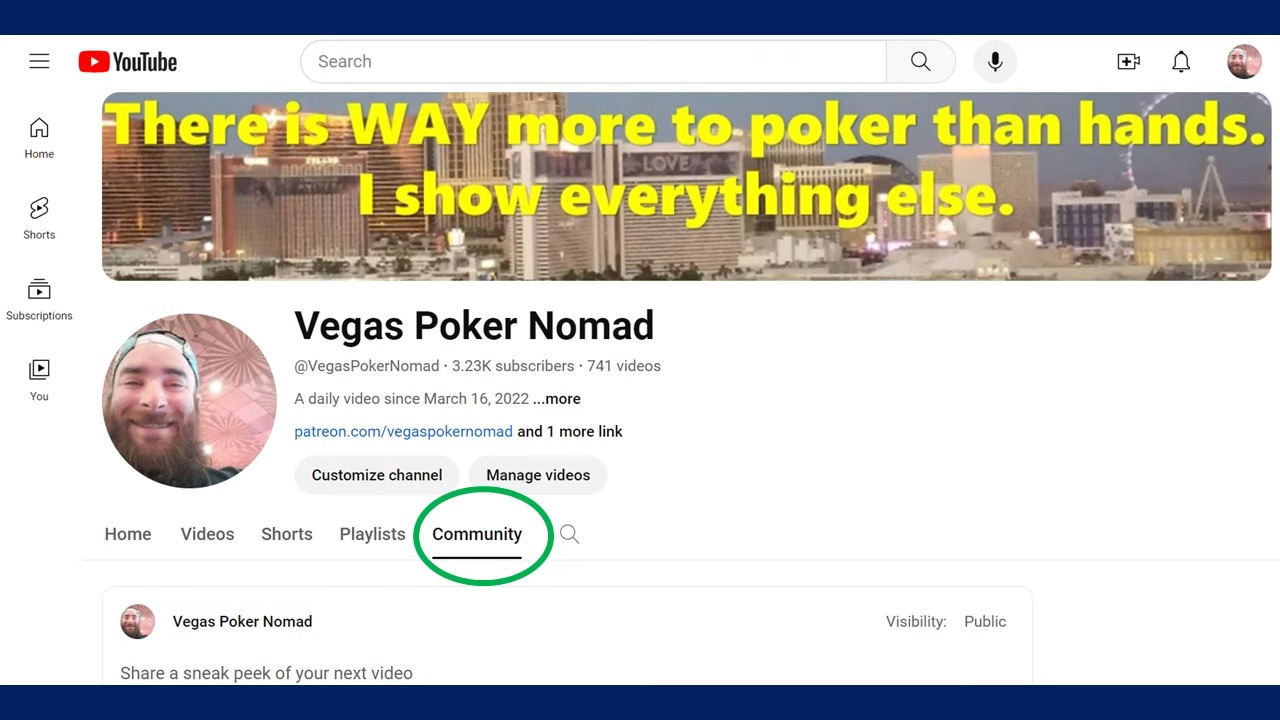 YouTube
Search
Home
Shorts
Subscriptions
You
There is WAY more to poker than hands.
I show everything else.
LOVE
Vegas Poker Nomad
@VegasPokerNomad · 3.23K subscribers · 741 videos
A daily video since March 16, 2022 ...more
patreon.com/vegaspokernomad and 1 more link
Customize channel Manage videos
Home Videos Shorts Playlists Community
Vegas Poker Nomad Visibility: Public
Share a sneak peek of your next video